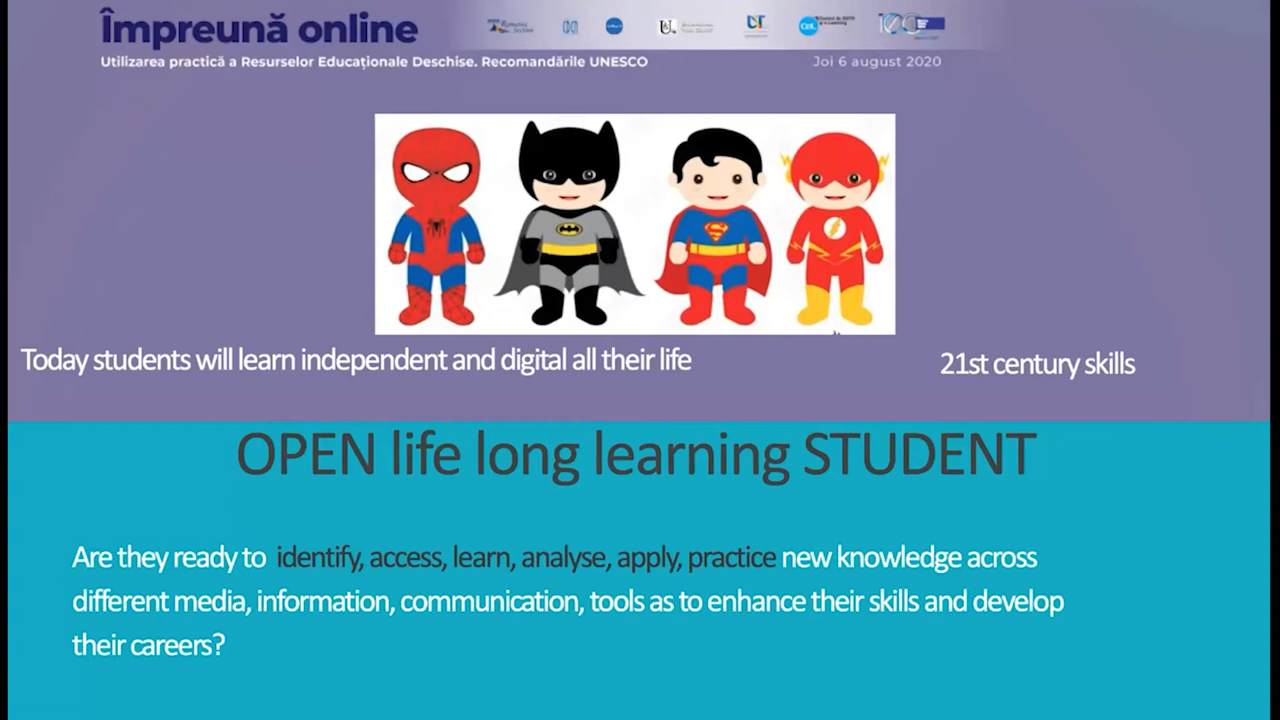 Împreună online
Utilizarea practică a Resurselor Educaționale Deschise. Recomandările UNESCO
Joi 6 august 2020
Today students will learn independent and digital all their life
21st century skills
OPEN life long learning STUDENT
Are they ready to identify, access, learn, analyse, apply, practice new knowledge across
different media, information, communication, tools as to enhance their skills and develop
their careers?